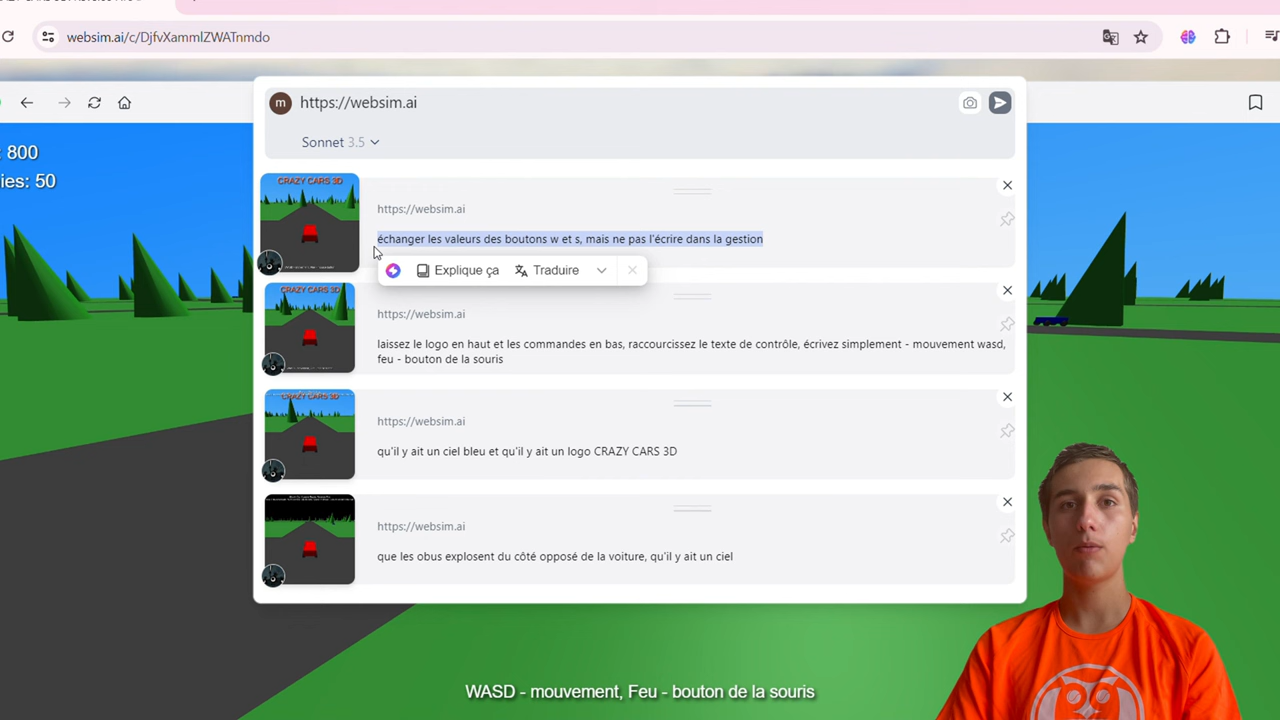 websim.ai/c/DjfvXammlZWATnmdo
m
https://websim.ai
Sonnet 3.5
: 800
ies: 50
CRAZY CARS 3D
https://websim.ai
échanger les valeurs des boutons w et s, mais ne pas l'écrire dans la gestion
Explique ça
Traduire
CRAZY CARS 3D
https://websim.ai
laissez le logo en haut et les commandes en bas, raccourcissez le texte de contrôle, écrivez simplement - mouvement wasd,
feu - bouton de la souris
CRAZY CARS 3D
https://websim.ai
qu'il y ait un ciel bleu et qu'il y ait un logo CRAZY CARS 3D
https://websim.ai
que les obus explosent du côté opposé de la voiture, qu'il y ait un ciel
WASD - mouvement, Feu - bouton de la souris